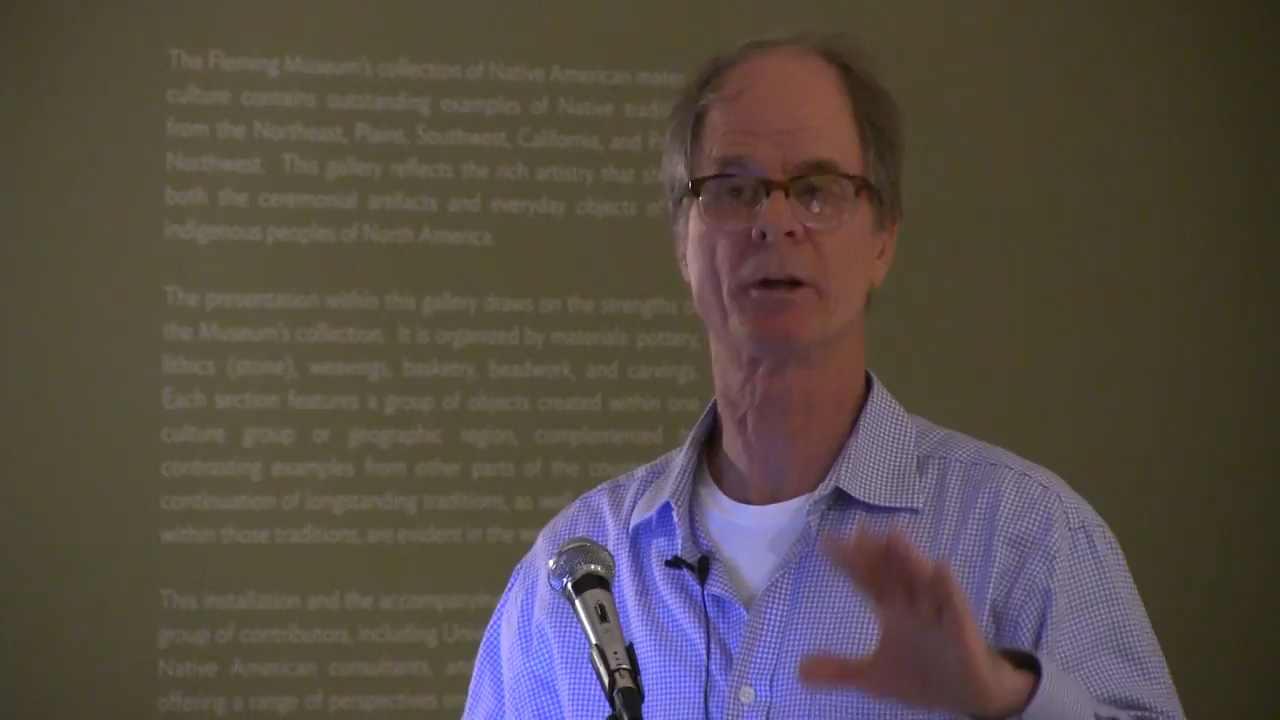 The Fleming Museum's collection of Native American
culture contains outstanding examples of Native
from the Northeast, Plains, Southwest, California, and
Northwest. This gallery reflects the rich artistry that
both the ceremonial artifacts and everyday objects
indigenous peoples of North America.
The presentation within this gallery draws on the strengths
the Museum's collection. It is organized by materials: pottery,
lithics (stone), weavings, basketry, beadwork, and carvings.
Each section features a group of objects created within one
culture group or geographic region, complemented
contrasting examples from other parts of the
continuation of longstanding traditions, as well
within those traditions, are evident in the
This installation and the
group of contributors, including
Native American consultants,
offering a range of perspectives